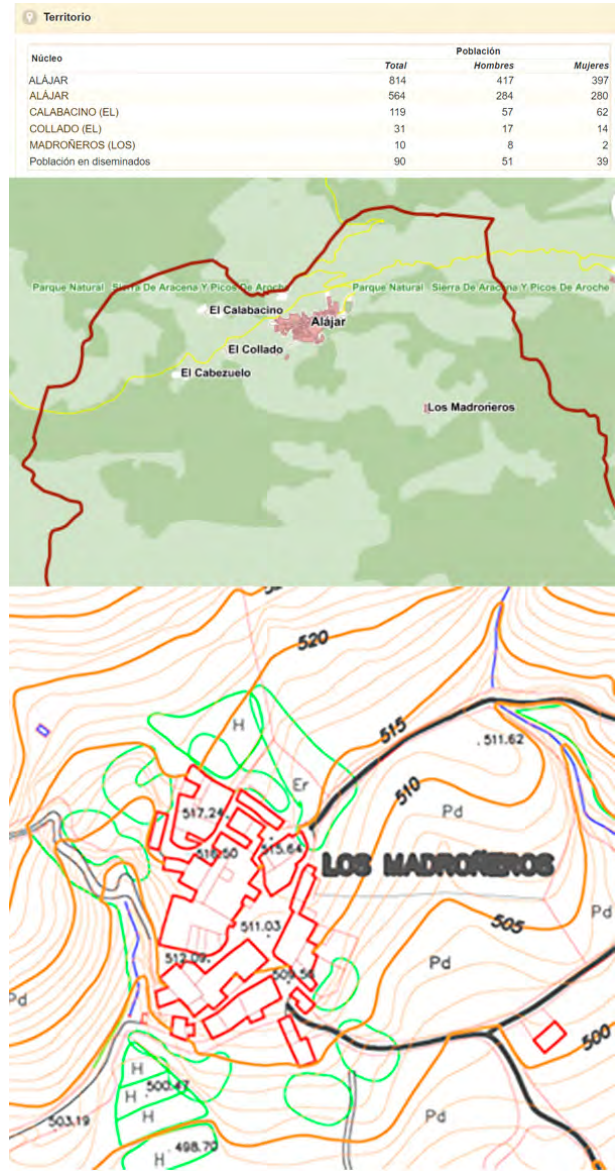 Territorio
Núcleo Población
Total Hombres Mujeres
ALÁJAR 814 417 397
ALÁJAR 564 284 280
CALABACINO (EL) 119 57 62
COLLADO (EL) 31 17 14
MADROÑEROS (LOS) 10 8 2
Población en diseminados 90 51 39
Parque Natural Sierra De Aracena Y Picos De Aroche
Parque Natural Sierra De Aracena Y Picos De Aroche
El Calabacino
Alájar
El Collado
El Cabezuelo
Los Madroñeros
520
H
515
511.62
Er
510
517.24
Pd
516.50
515.64
LOS MADROÑEROS
505
511.03
Pd
512.09
Pd
509.56
Pd
500
H
500.47
H
H
503.19
Pd
498.70
H